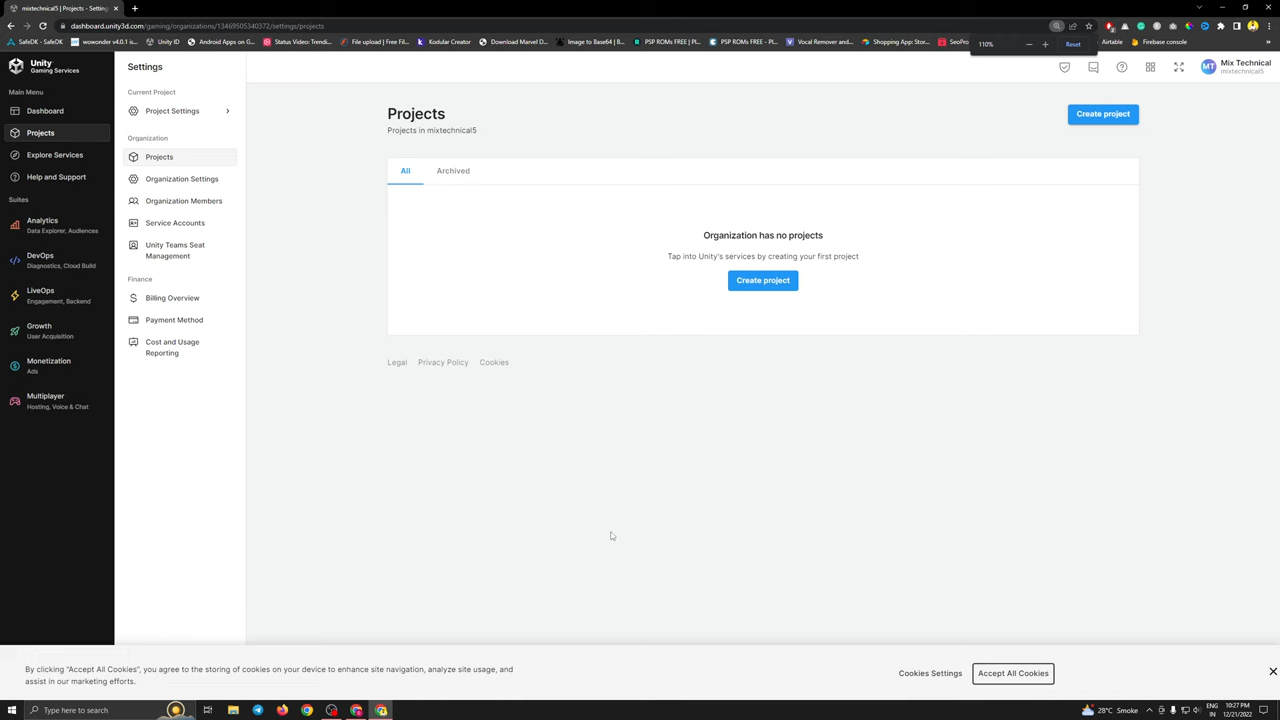 mixtechnical5 | Projects - Settin
dashboard.unity3d.com/gaming/organizations/13469505340372/settings/projects
SafeDK - SafeDK
wowonder v4.0.1 is...
Unity ID
Android Apps on G...
Status Video: Trendi...
File upload | Free Fil...
Kodular Creator
Download Marvel D...
Image to Base64 | B...
PSP ROMs FREE | Pl...
PSP ROMs FREE - PL...
Vocal Remover and...
Shopping App: Stor...
SeoPro
110%
Reset
Airtable
Firebase console
Unity
Gaming Services
Main Menu
Dashboard
Projects
Explore Services
Help and Support
Suites
Analytics
Data Explorer, Audiences
DevOps
Diagnostics, Cloud Build
LiveOps
Engagement, Backend
Growth
User Acquisition
Monetization
Ads
Multiplayer
Hosting, Voice & Chat
Settings
Current Project
Project Settings
Organization
Projects
Organization Settings
Organization Members
Service Accounts
Unity Teams Seat
Management
Finance
Billing Overview
Payment Method
Cost and Usage
Reporting
MT
Mix Technical
mixtechnical5
Projects
Projects in mixtechnical5
Create project
All
Archived
Organization has no projects
Tap into Unity's services by creating your first project
Create project
Legal
Privacy Policy
Cookies
By clicking "Accept All Cookies", you agree to the storing of cookies on your device to enhance site navigation, analyze site usage, and
assist in our marketing efforts.
Cookies Settings
Accept All Cookies
Type here to search
28°C Smoke
ENG
IN
10:27 PM
12/21/2022